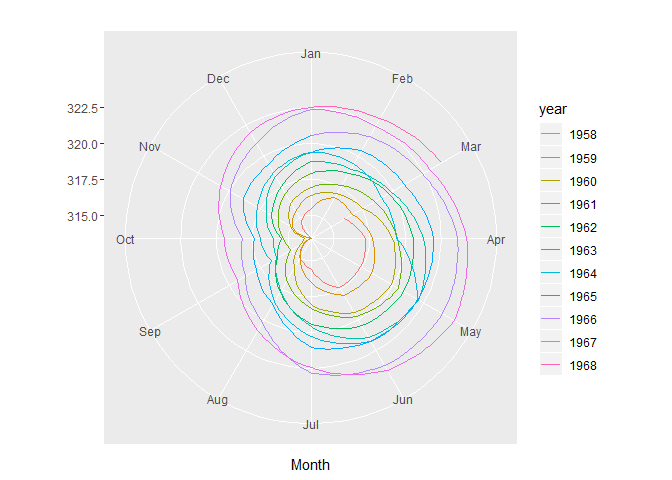 Jan
Dec
Feb
322.5
year
1958
320.0
Nov
Mar
1959
317.5
1960
315.0
1961
1962
Oct
Apr
1963
1964
1965
1966
Sep
May
1967
1968
Aug
Jun
Jul
Month